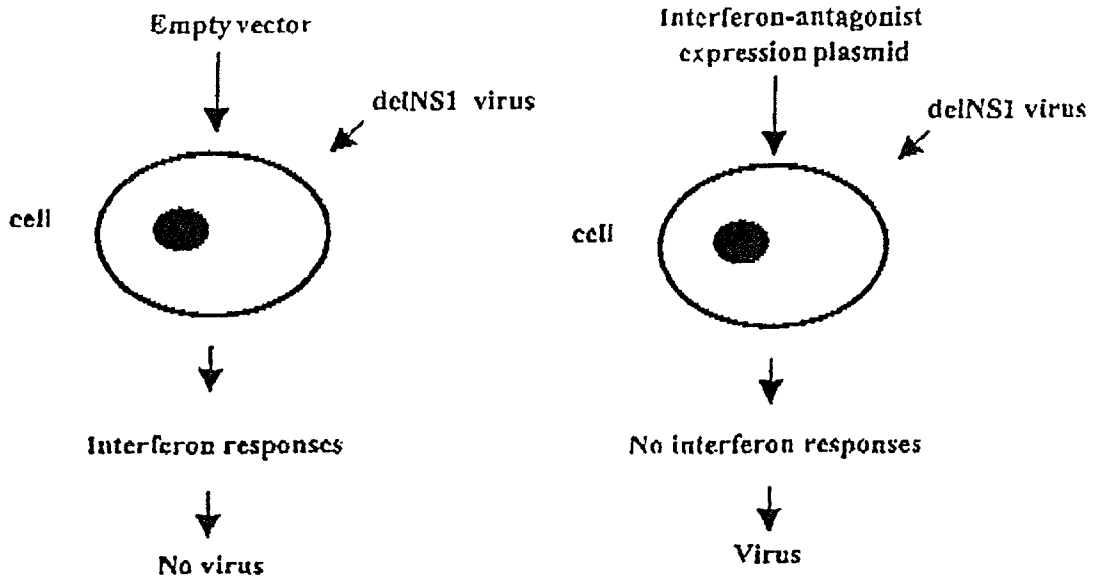 Empty vector
delNS1 virus
cell
Interferon responses
No virus
Interferon-antagonist
expression plasmid
delNS1 virus
cell
No interferon responses
Virus